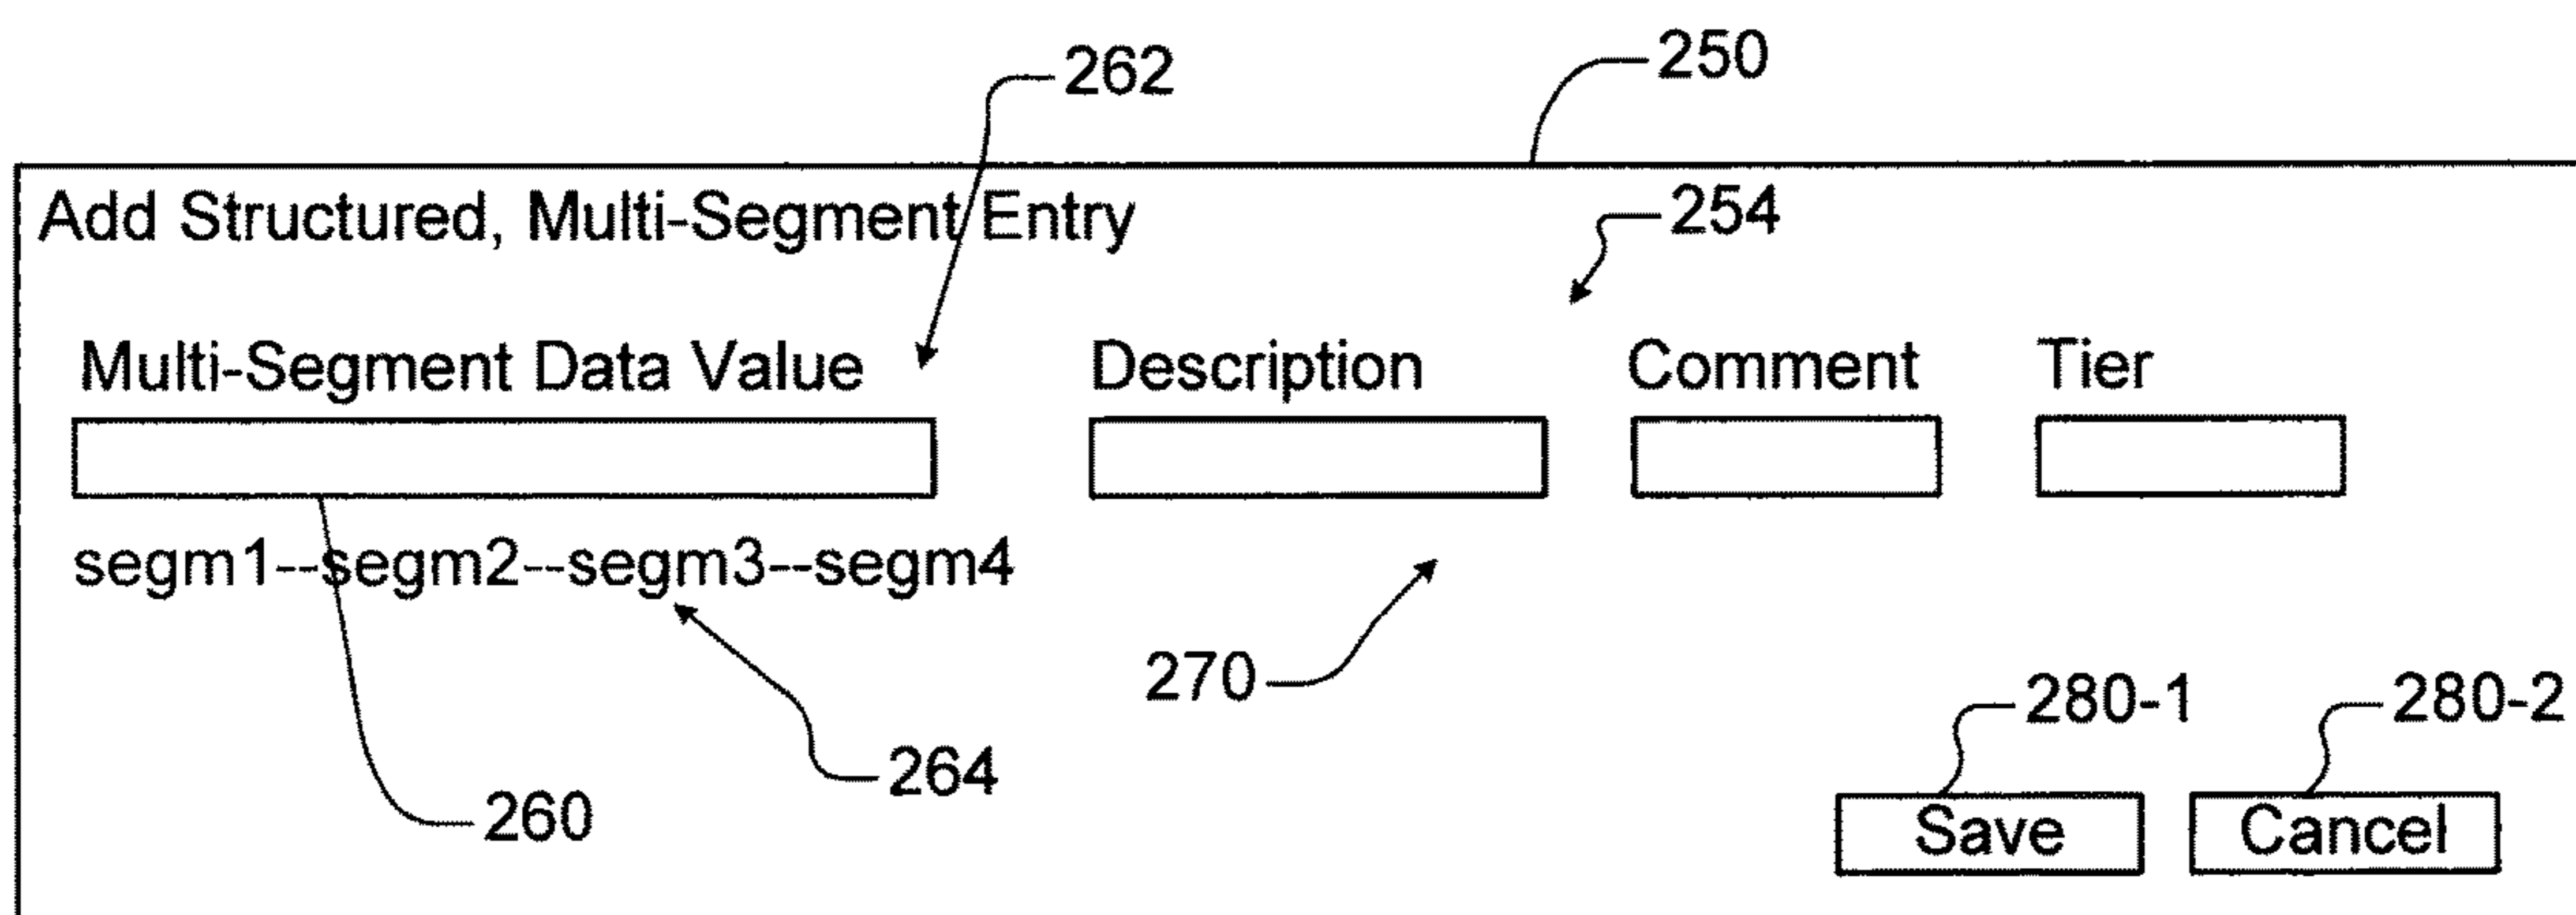 262
250
Add Structured, Multi-Segment Entry
254
Multi-Segment Data Value Description Comment Tier
segm1--segm2--segm3--segm4
270
280-1 280-2
264
260
Save Cancel